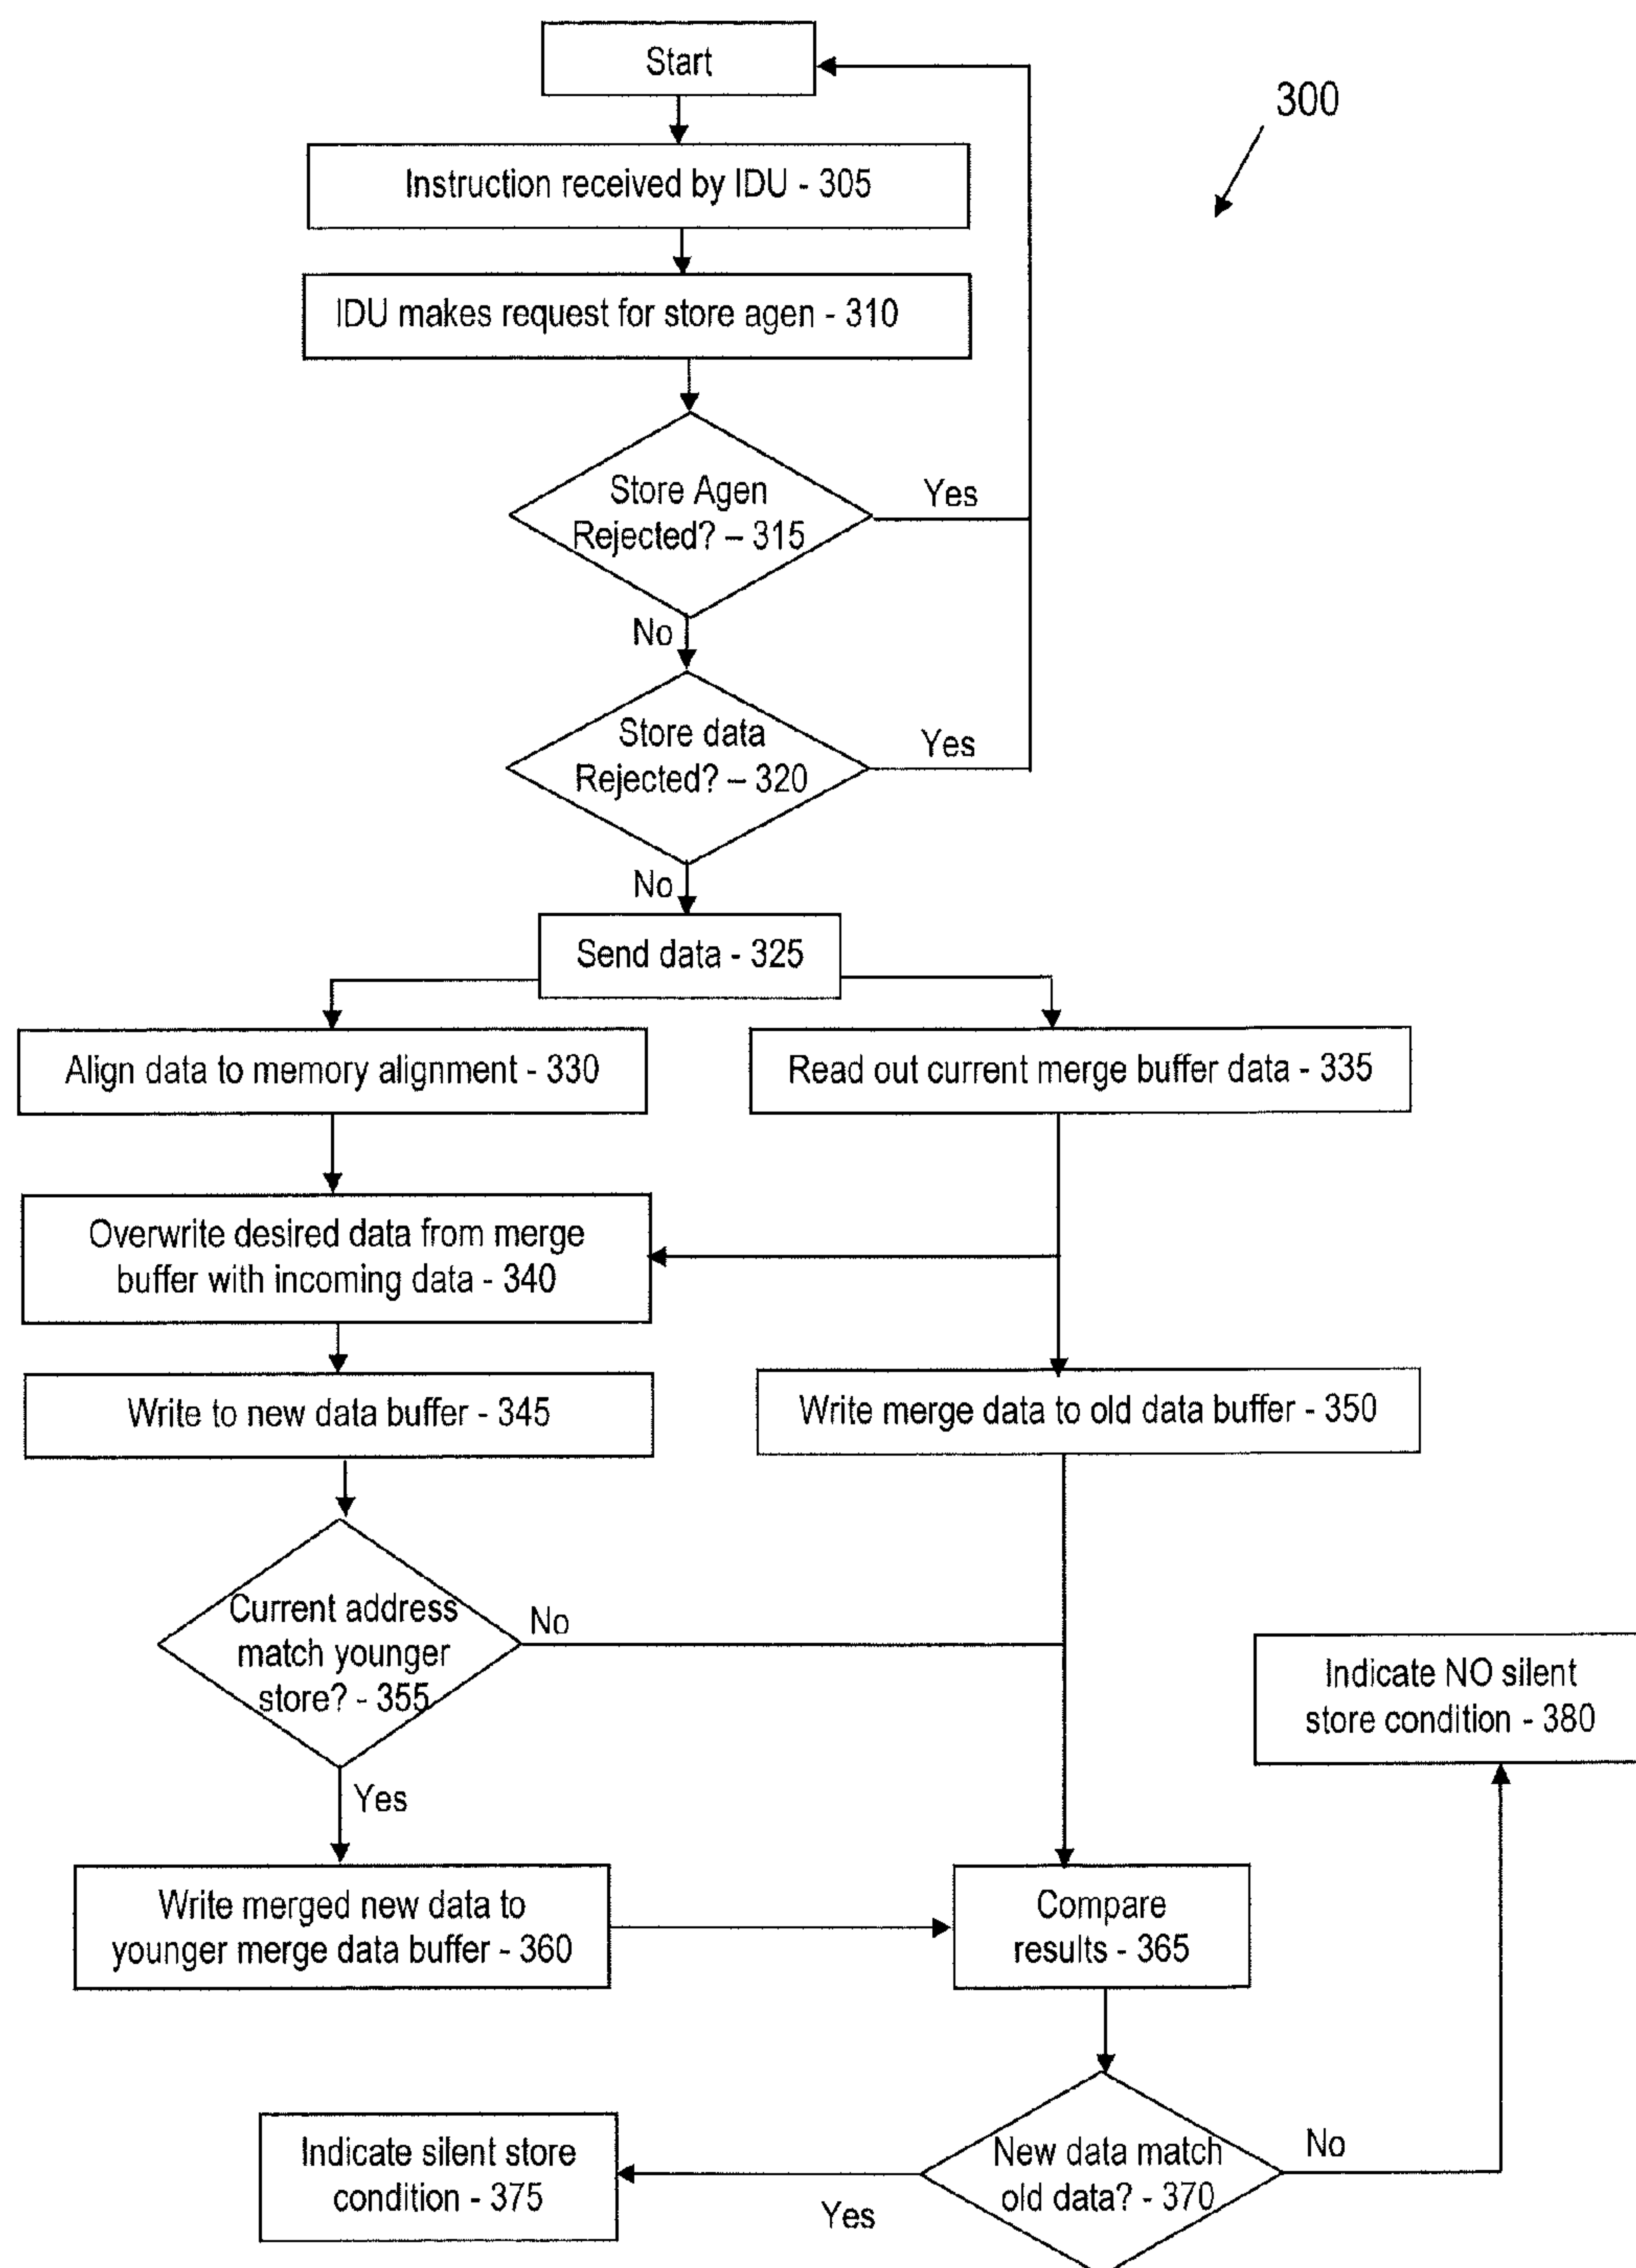 Start
300
Instruction received by IDU - 305
IDU makes request for store agen - 310
Store Agen
Rejected? – 315
Yes
No
Store data
Rejected? – 320
Yes
No
Send data - 325
Align data to memory alignment - 330
Read out current merge buffer data - 335
Overwrite desired data from merge
buffer with incoming data - 340
Write to new data buffer - 345
Write merge data to old data buffer - 350
Current address
match younger
store? - 355
No
Yes
Indicate NO silent
store condition - 380
Write merged new data to
younger merge data buffer - 360
Compare
results - 365
Indicate silent store
condition - 375
New data match
old data? - 370
No
Yes